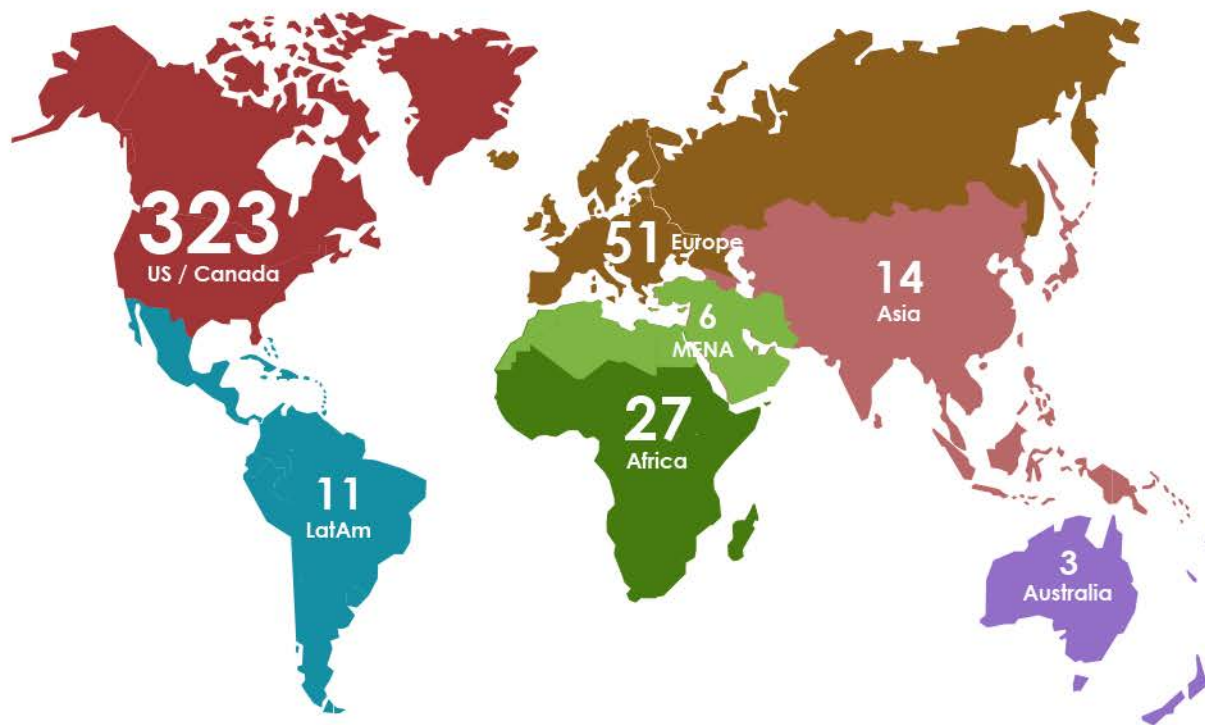 323
US / Canada
51 Europe
14
Asia
6
MENA
27
Africa
11
LatAm
3
Australia